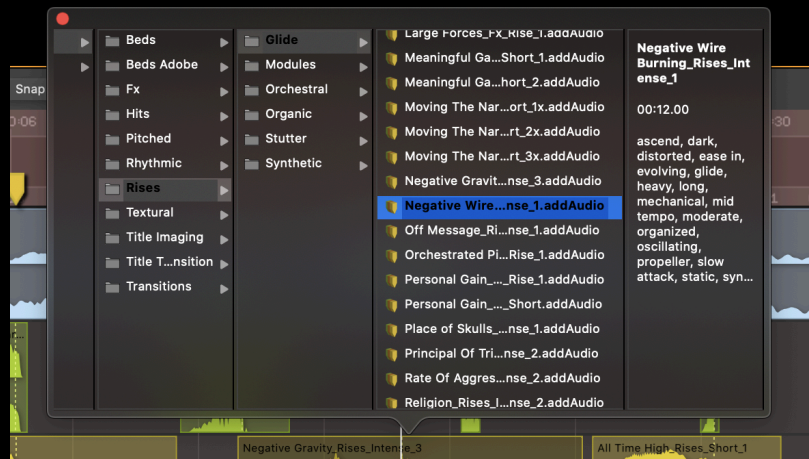 Snap
0:06
:30
1
Beds
Beds Adobe
Fx
Hits
Pitched
Rhythmic
Rises
Textural
Title Imaging
Title T...nsition
Transitions
Glide
Modules
Orchestral
Organic
Stutter
Synthetic
Large Forces_Fx_Rise_1.addAudio
Meaningful Ga...Short_1.addAudio
Meaningful Ga...hort_2.addAudio
Moving The Nar...ort_1x.addAudio
Moving The Nar...rt_2x.addAudio
Moving The Nar...rt_3x.addAudio
Negative Gravit...nse_3.addAudio
Negative Wire...nse_1.addAudio
Off Message_Ri...nse_1.addAudio
Orchestrated Pi...Rise_1.addAudio
Personal Gain_..._Rise_1.addAudio
Personal Gain_..._Short.addAudio
Place of Skulls_...nse_1.addAudio
Principal Of Tri...nse_2.addAudio
Rate Of Aggres...nse_2.addAudio
Religion_Rises_I...nse_2.addAudio
Negative Wire
Burning_Rises_Int
ense_1
00:12.00
ascend, dark,
distorted, ease in,
evolving, glide,
heavy, long,
mechanical, mid
tempo, moderate,
organized,
oscillating,
propeller, slow
attack, static, syn...
Negative Gravity_Rises_Intense_3
All Time High_Rises_Short_1